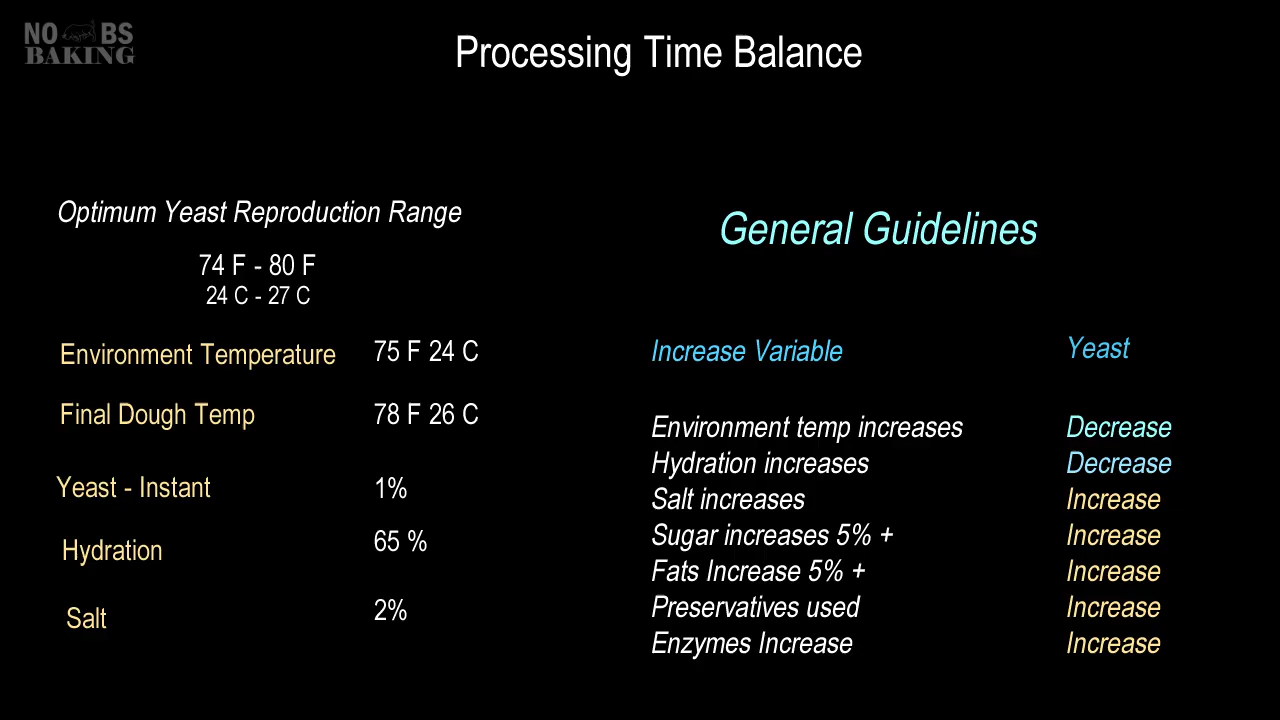 NO BS
BAKING
Processing Time Balance
Optimum Yeast Reproduction Range
74 F - 80 F
24 C - 27 C
Environment Temperature 75 F 24 C
Final Dough Temp 78 F 26 C
Yeast - Instant 1%
Hydration 65 %
Salt 2%
General Guidelines
Increase Variable Yeast
Environment temp increases Decrease
Hydration increases Decrease
Salt increases Increase
Sugar increases 5% + Increase
Fats Increase 5% + Increase
Preservatives used Increase
Enzymes Increase Increase